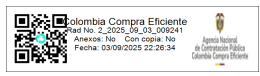 Colombia Compra Eficiente
Rad No. 2_2025_09_03_009241
Anexos: No Con copia: No
Fecha: 03/09/2025 22:26:34
Agencia Nacional
de Contratación Pública
Colombia Compra Eficiente